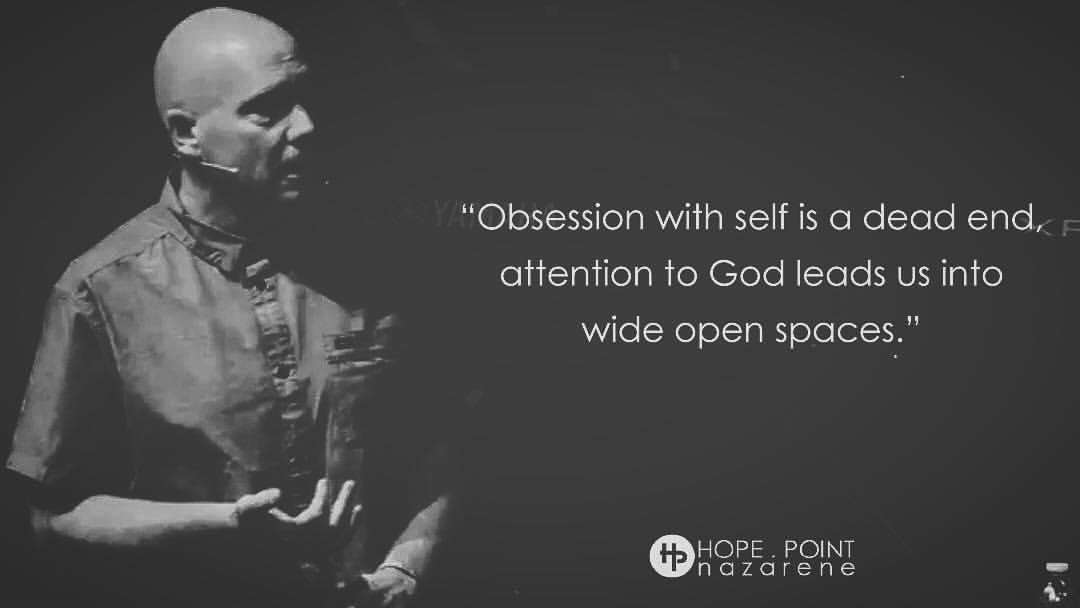 “Obsession with self is a dead end,
attention to God leads us into
wide open spaces.”
HP HOPE . POINT
nazarene